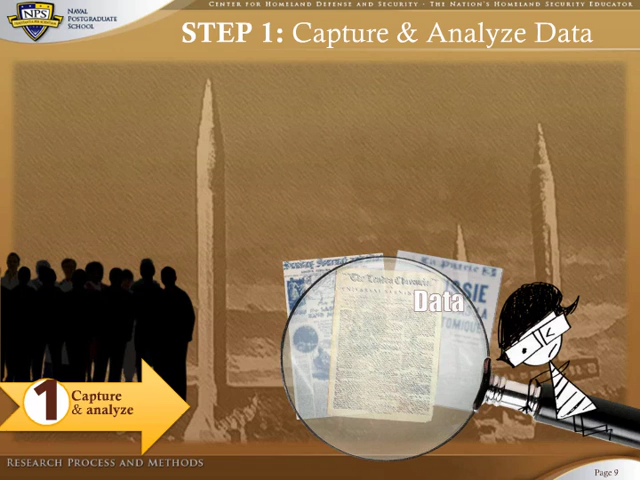 CENTER FOR HOMELAND DEFENSE AND SECURITY - THE NATION'S HOMELAND SECURITY EDUCATOR
NPS
NAVAL
POSTGRADUATE
SCHOOL
STEP 1: Capture & Analyze Data
The London Chronicle
Data
1 Capture
& analyze
RESEARCH PROCESS AND METHODS
Page 9